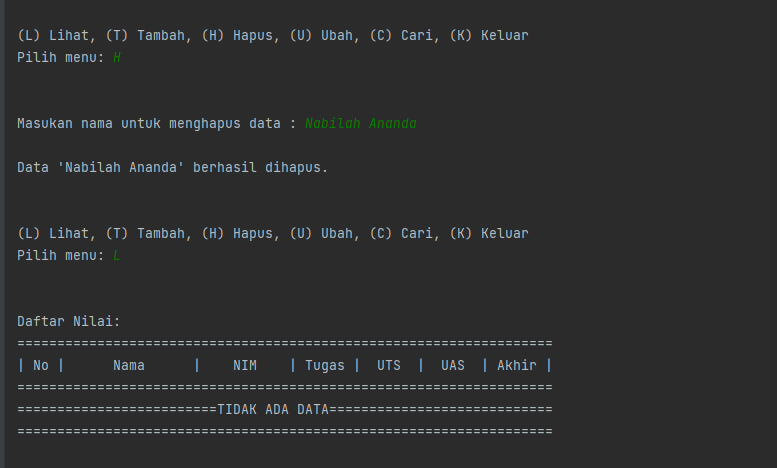 (L) Lihat, (T) Tambah, (H) Hapus, (U) Ubah, (C) Cari, (K) Keluar
Pilih menu: H
Masukan nama untuk menghapus data : Nabilah Ananda
Data 'Nabilah Ananda' berhasil dihapus.
(L) Lihat, (T) Tambah, (H) Hapus, (U) Ubah, (C) Cari, (K) Keluar
Pilih menu: L
Daftar Nilai:
===================================================================
| No |      Nama      |    NIM    | Tugas |  UTS  |  UAS  | Akhir |
===================================================================
=========================TIDAK ADA DATA============================
===================================================================